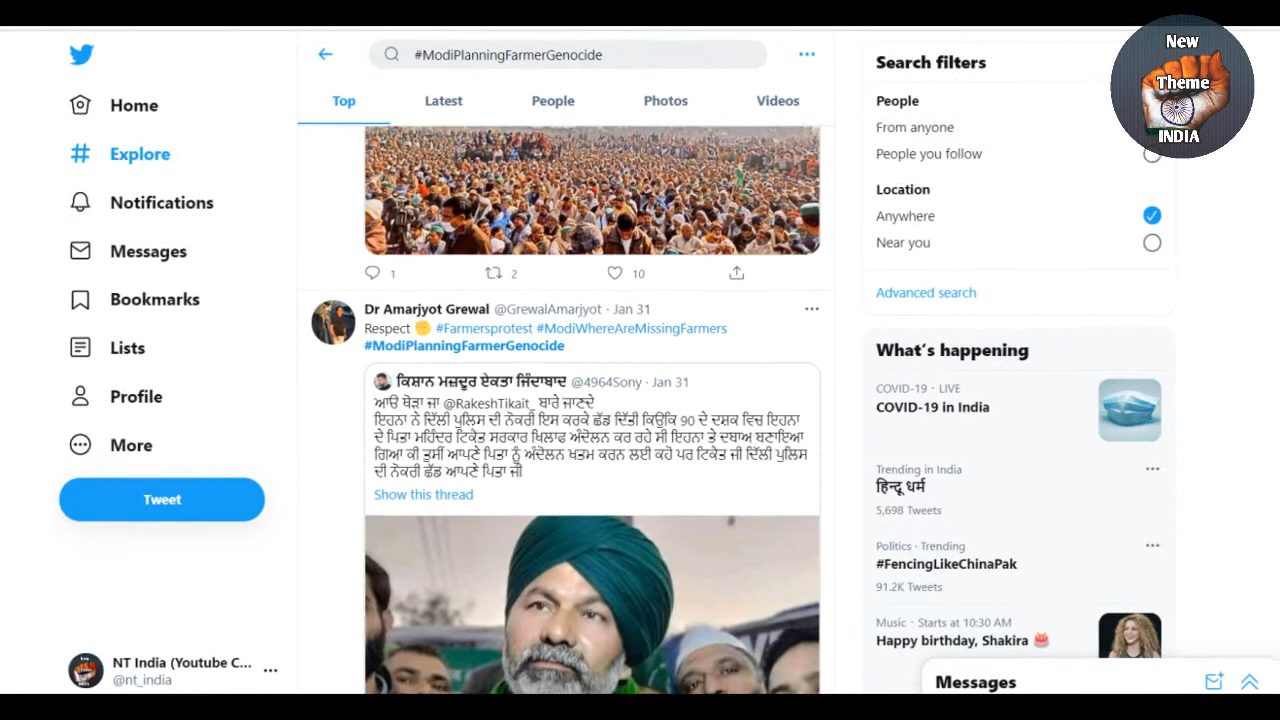 #ModiPlanningFarmerGenocide
New
Theme
INDIA
Home
Explore
Notifications
Messages
Bookmarks
Lists
Profile
More
Tweet
NT India (Youtube C...
@nt_india
Top Latest People Photos Videos
1 2 10
Dr Amarjyot Grewal @GrewalAmarjyot · Jan 31
Respect #Farmersprotest #ModiWhereAreMissingFarmers
#ModiPlanningFarmerGenocide
ਕਿਸ਼ਾਨ ਮਜ਼ਦੂਰ ਏਕਤਾ ਜਿੰਦਾਬਾਦ @4964Sony · Jan 31
ਆਉ ਥੋੜਾ ਜਾ @RakeshTikait_ ਬਾਰੇ ਜਾਣਦੇ
ਇਹਨਾ ਨੇ ਦਿੱਲੀ ਪੁਲਿਸ ਦੀ ਨੋਕਰੀ ਇਸ ਕਰਕੇ ਛੱਡ ਦਿੱਤੀ ਕਿਉਕਿ 90 ਦੇ ਦਸ਼ਕ ਵਿਚ ਇਹਨਾ
ਦੇ ਪਿਤਾ ਮਹਿੰਦਰ ਟਿਕੈਤ ਸਰਕਾਰ ਖਿਲਾਫ ਅੰਦੋਲਨ ਕਰ ਰਹੇ ਸੀ ਇਹਨਾ ਤੇ ਦਬਾਅ ਬਣਾਇਆ
ਗਿਆ ਕੀ ਤੁਸੀਂ ਆਪਣੇ ਪਿਤਾ ਨੂੰ ਅੰਦੋਲਨ ਖਤਮ ਕਰਨ ਲਈ ਕਹੋ ਪਰ ਟਿਕੇਤ ਜੀ ਦਿੱਲੀ ਪੁਲਸ
ਦੀ ਨੋਕਰੀ ਛੱਡ ਆਪਣੇ ਪਿਤਾ ਜੀ
Show this thread
Search filters
People
From anyone
People you follow
Location
Anywhere
Near you
Advanced search
What's happening
COVID-19 · LIVE
COVID-19 in India
Trending in India
हिन्दू धर्म
5,698 Tweets
Politics · Trending
#FencingLikeChinaPak
91.2K Tweets
Music · Starts at 10:30 AM
Happy birthday, Shakira
Messages